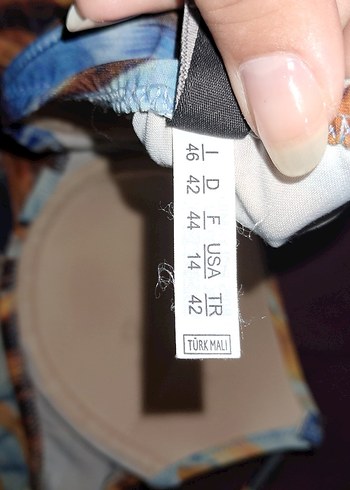 I D F USA TR
46 42 44 14 42
TÜRK MALI